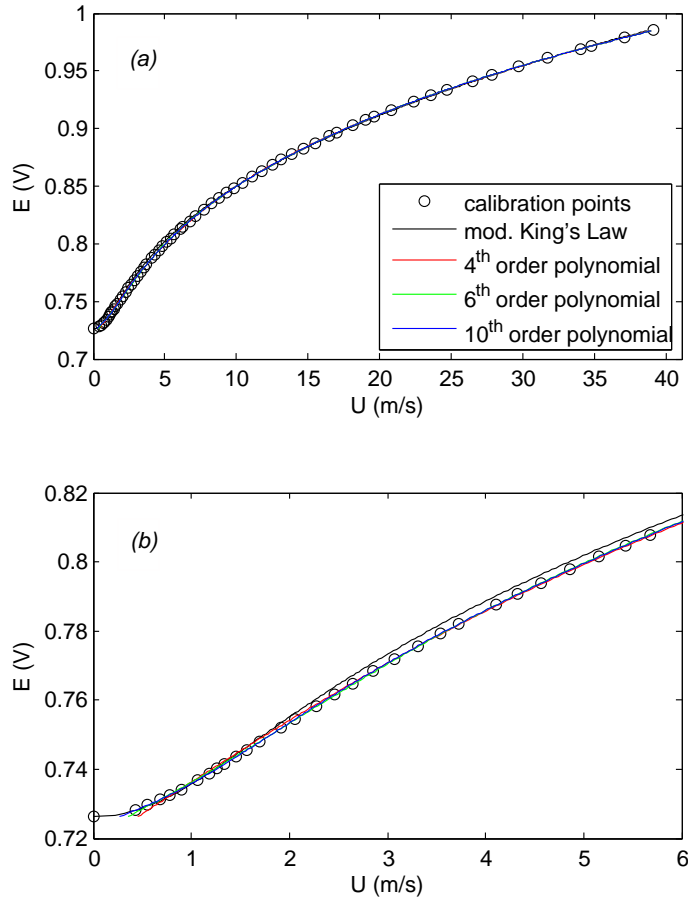 1
0.95
0.9
0.85
0.8
0.75
0.7
E (V)
(a)
calibration points
mod. King's Law
4th order polynomial
6th order polynomial
10th order polynomial
0 5 10 15 20 25 30 35 40
U (m/s)
0.82
0.8
0.78
0.76
0.74
0.72
E (V)
(b)
0 1 2 3 4 5 6
U (m/s)